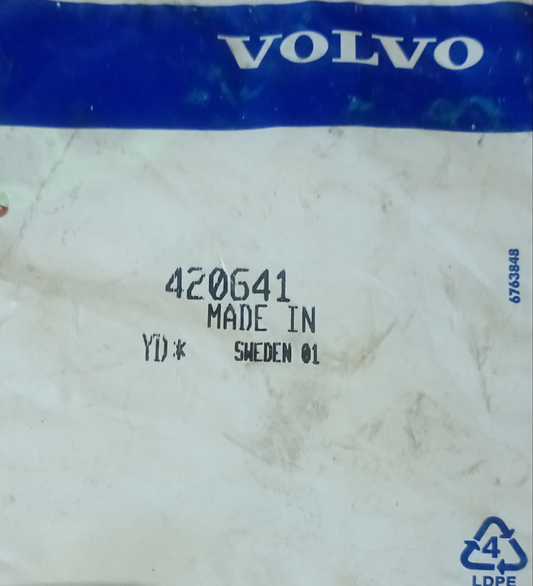 VOLVO
420641
MADE IN
YD* SWEDEN 01
6763848
4
LDPE